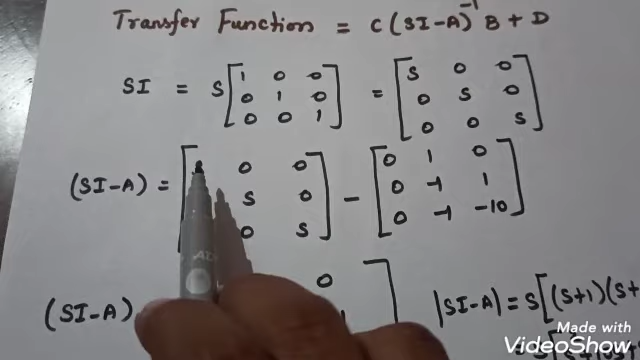 Transfer Function = C(SI-A)⁻¹ B + D
SI = S [1 0 0 = [S 0 0
0 1 0 0 S 0
0 0 1] 0 0 S]
(SI-A) = [ 0 0 - [0 1 0
S 0 0 -1 1
0 S] 0 -1 -10]
(SI-A) 0 ] |SI-A| = S[(S+1)(S+
Made with
VideoShow